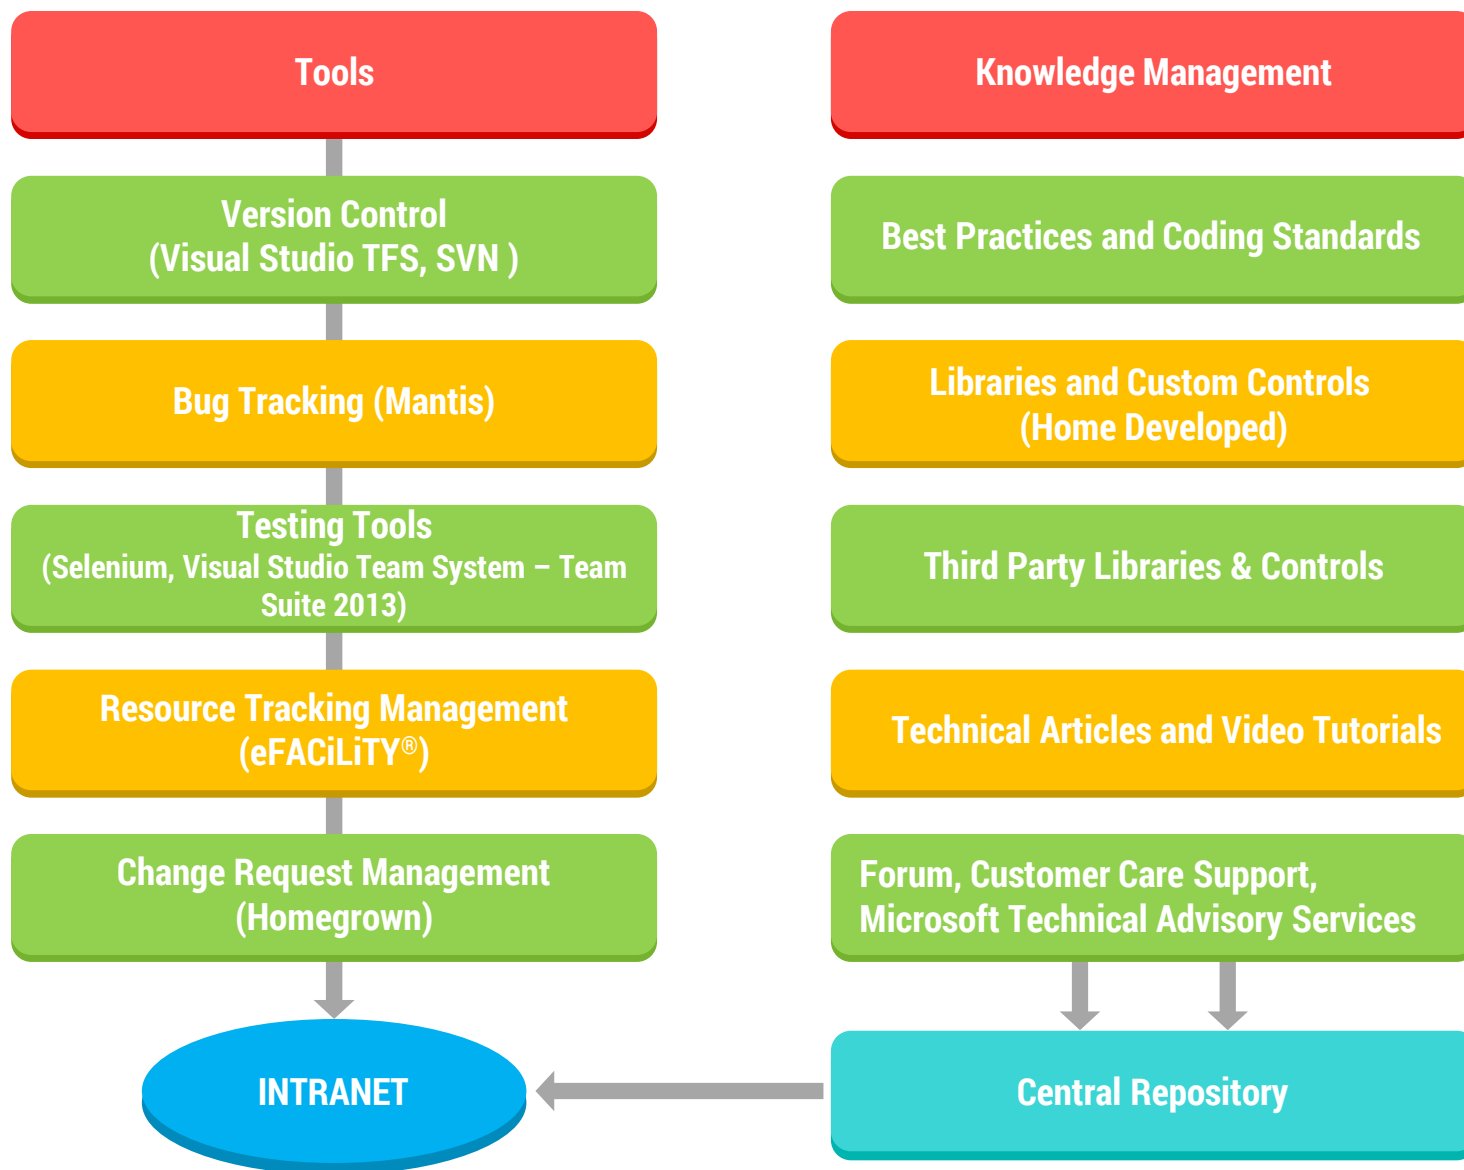 Tools
Version Control
(Visual Studio TFS, SVN )
Bug Tracking (Mantis)
Testing Tools
(Selenium, Visual Studio Team System – Team
Suite 2013)
Resource Tracking Management
(eFACiLiTY®)
Change Request Management
(Homegrown)
INTRANET
Knowledge Management
Best Practices and Coding Standards
Libraries and Custom Controls
(Home Developed)
Third Party Libraries & Controls
Technical Articles and Video Tutorials
Forum, Customer Care Support,
Microsoft Technical Advisory Services
Central Repository